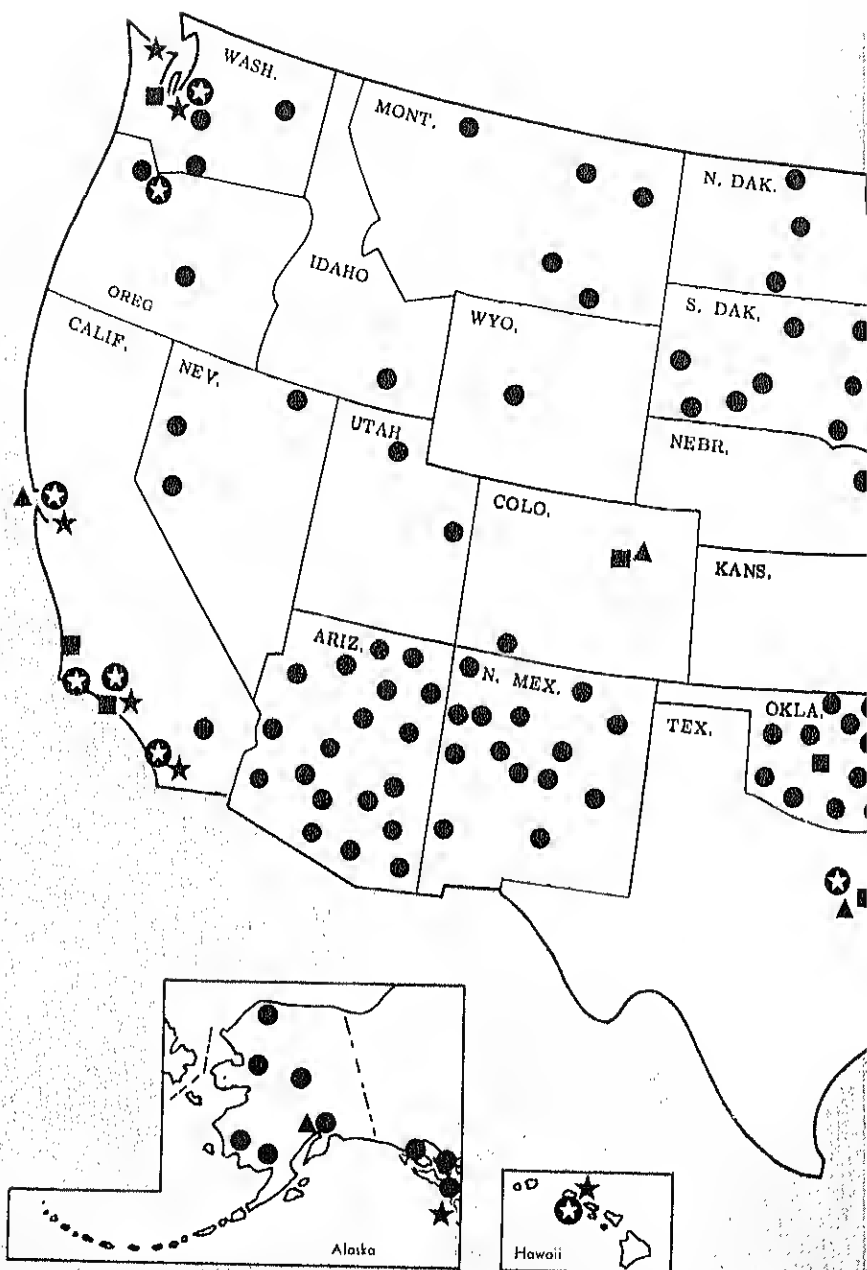 WASH.
MONT.
N. DAK.
IDAHO
OREG
S. DAK.
WYO.
CALIF.
NEV.
UTAH
NEBR.
COLO.
KANS.
ARIZ.
N. MEX.
OKLA.
TEX.
Alaska
Hawaii